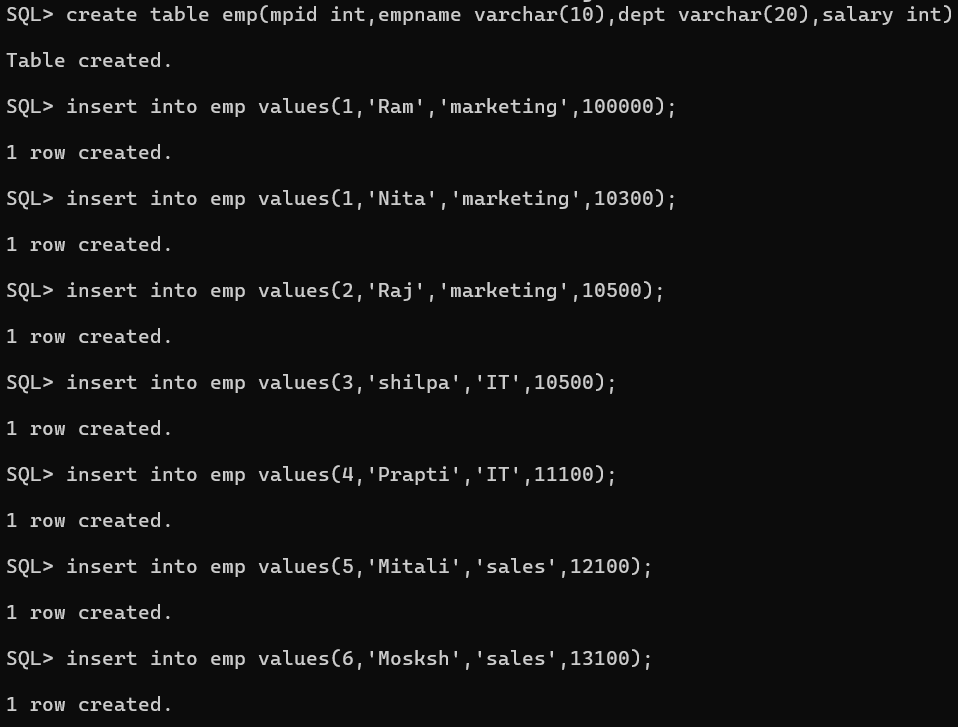 SQL> create table emp(mpid int,empname varchar(10),dept varchar(20),salary int)
Table created.
SQL> insert into emp values(1,'Ram','marketing',100000);
1 row created.
SQL> insert into emp values(1,'Nita','marketing',10300);
1 row created.
SQL> insert into emp values(2,'Raj','marketing',10500);
1 row created.
SQL> insert into emp values(3,'shilpa','IT',10500);
1 row created.
SQL> insert into emp values(4,'Prapti','IT',11100);
1 row created.
SQL> insert into emp values(5,'Mitali','sales',12100);
1 row created.
SQL> insert into emp values(6,'Mosksh','sales',13100);
1 row created.